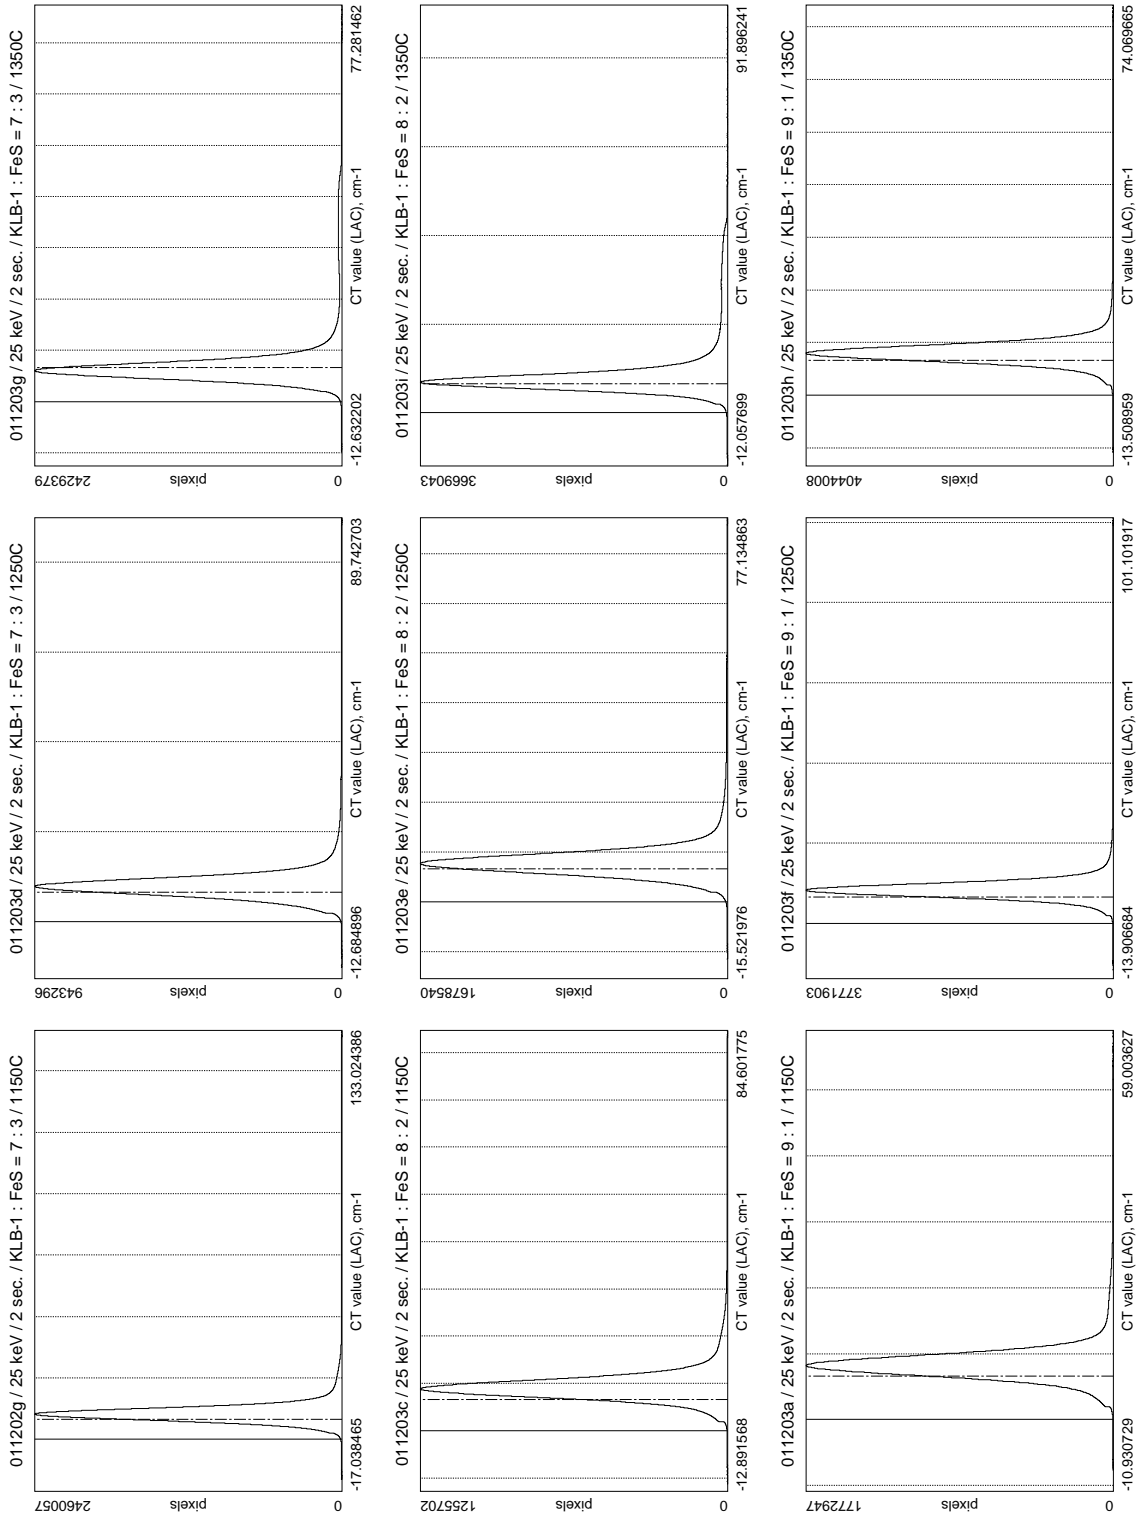 011202g / 25 keV / 2 sec. / KLB-1 : FeS = 7 : 3 / 1150C
2460057
pixels
0
-17.038465
CT value (LAC), cm-1
133.024386
011203d / 25 keV / 2 sec. / KLB-1 : FeS = 7 : 3 / 1250C
943296
pixels
0
-12.684896
CT value (LAC), cm-1
89.742703
011203g / 25 keV / 2 sec. / KLB-1 : FeS = 7 : 3 / 1350C
2429379
pixels
0
-12.632202
CT value (LAC), cm-1
77.281462
011203c / 25 keV / 2 sec. / KLB-1 : FeS = 8 : 2 / 1150C
1255702
pixels
0
-12.891568
CT value (LAC), cm-1
84.601775
011203e / 25 keV / 2 sec. / KLB-1 : FeS = 8 : 2 / 1250C
1678540
pixels
0
-15.521976
CT value (LAC), cm-1
77.134863
011203i / 25 keV / 2 sec. / KLB-1 : FeS = 8 : 2 / 1350C
3669043
pixels
0
-12.057699
CT value (LAC), cm-1
91.896241
011203a / 25 keV / 2 sec. / KLB-1 : FeS = 9 : 1 / 1150C
1772947
pixels
0
-10.930729
CT value (LAC), cm-1
59.003627
011203f / 25 keV / 2 sec. / KLB-1 : FeS = 9 : 1 / 1250C
3771903
pixels
0
-13.906684
CT value (LAC), cm-1
101.101917
011203h / 25 keV / 2 sec. / KLB-1 : FeS = 9 : 1 / 1350C
4044008
pixels
0
-13.508959
CT value (LAC), cm-1
74.069665